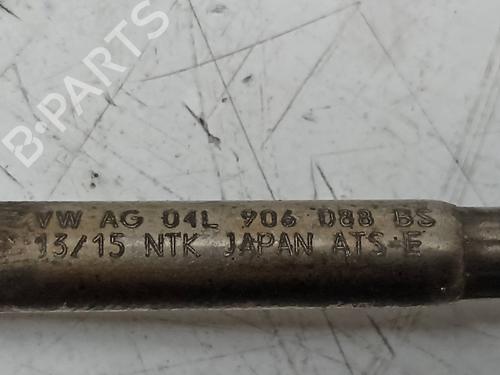 B-PARTS
VW AG 04L 906 088 BS
13/15 NTK JAPAN ATS E